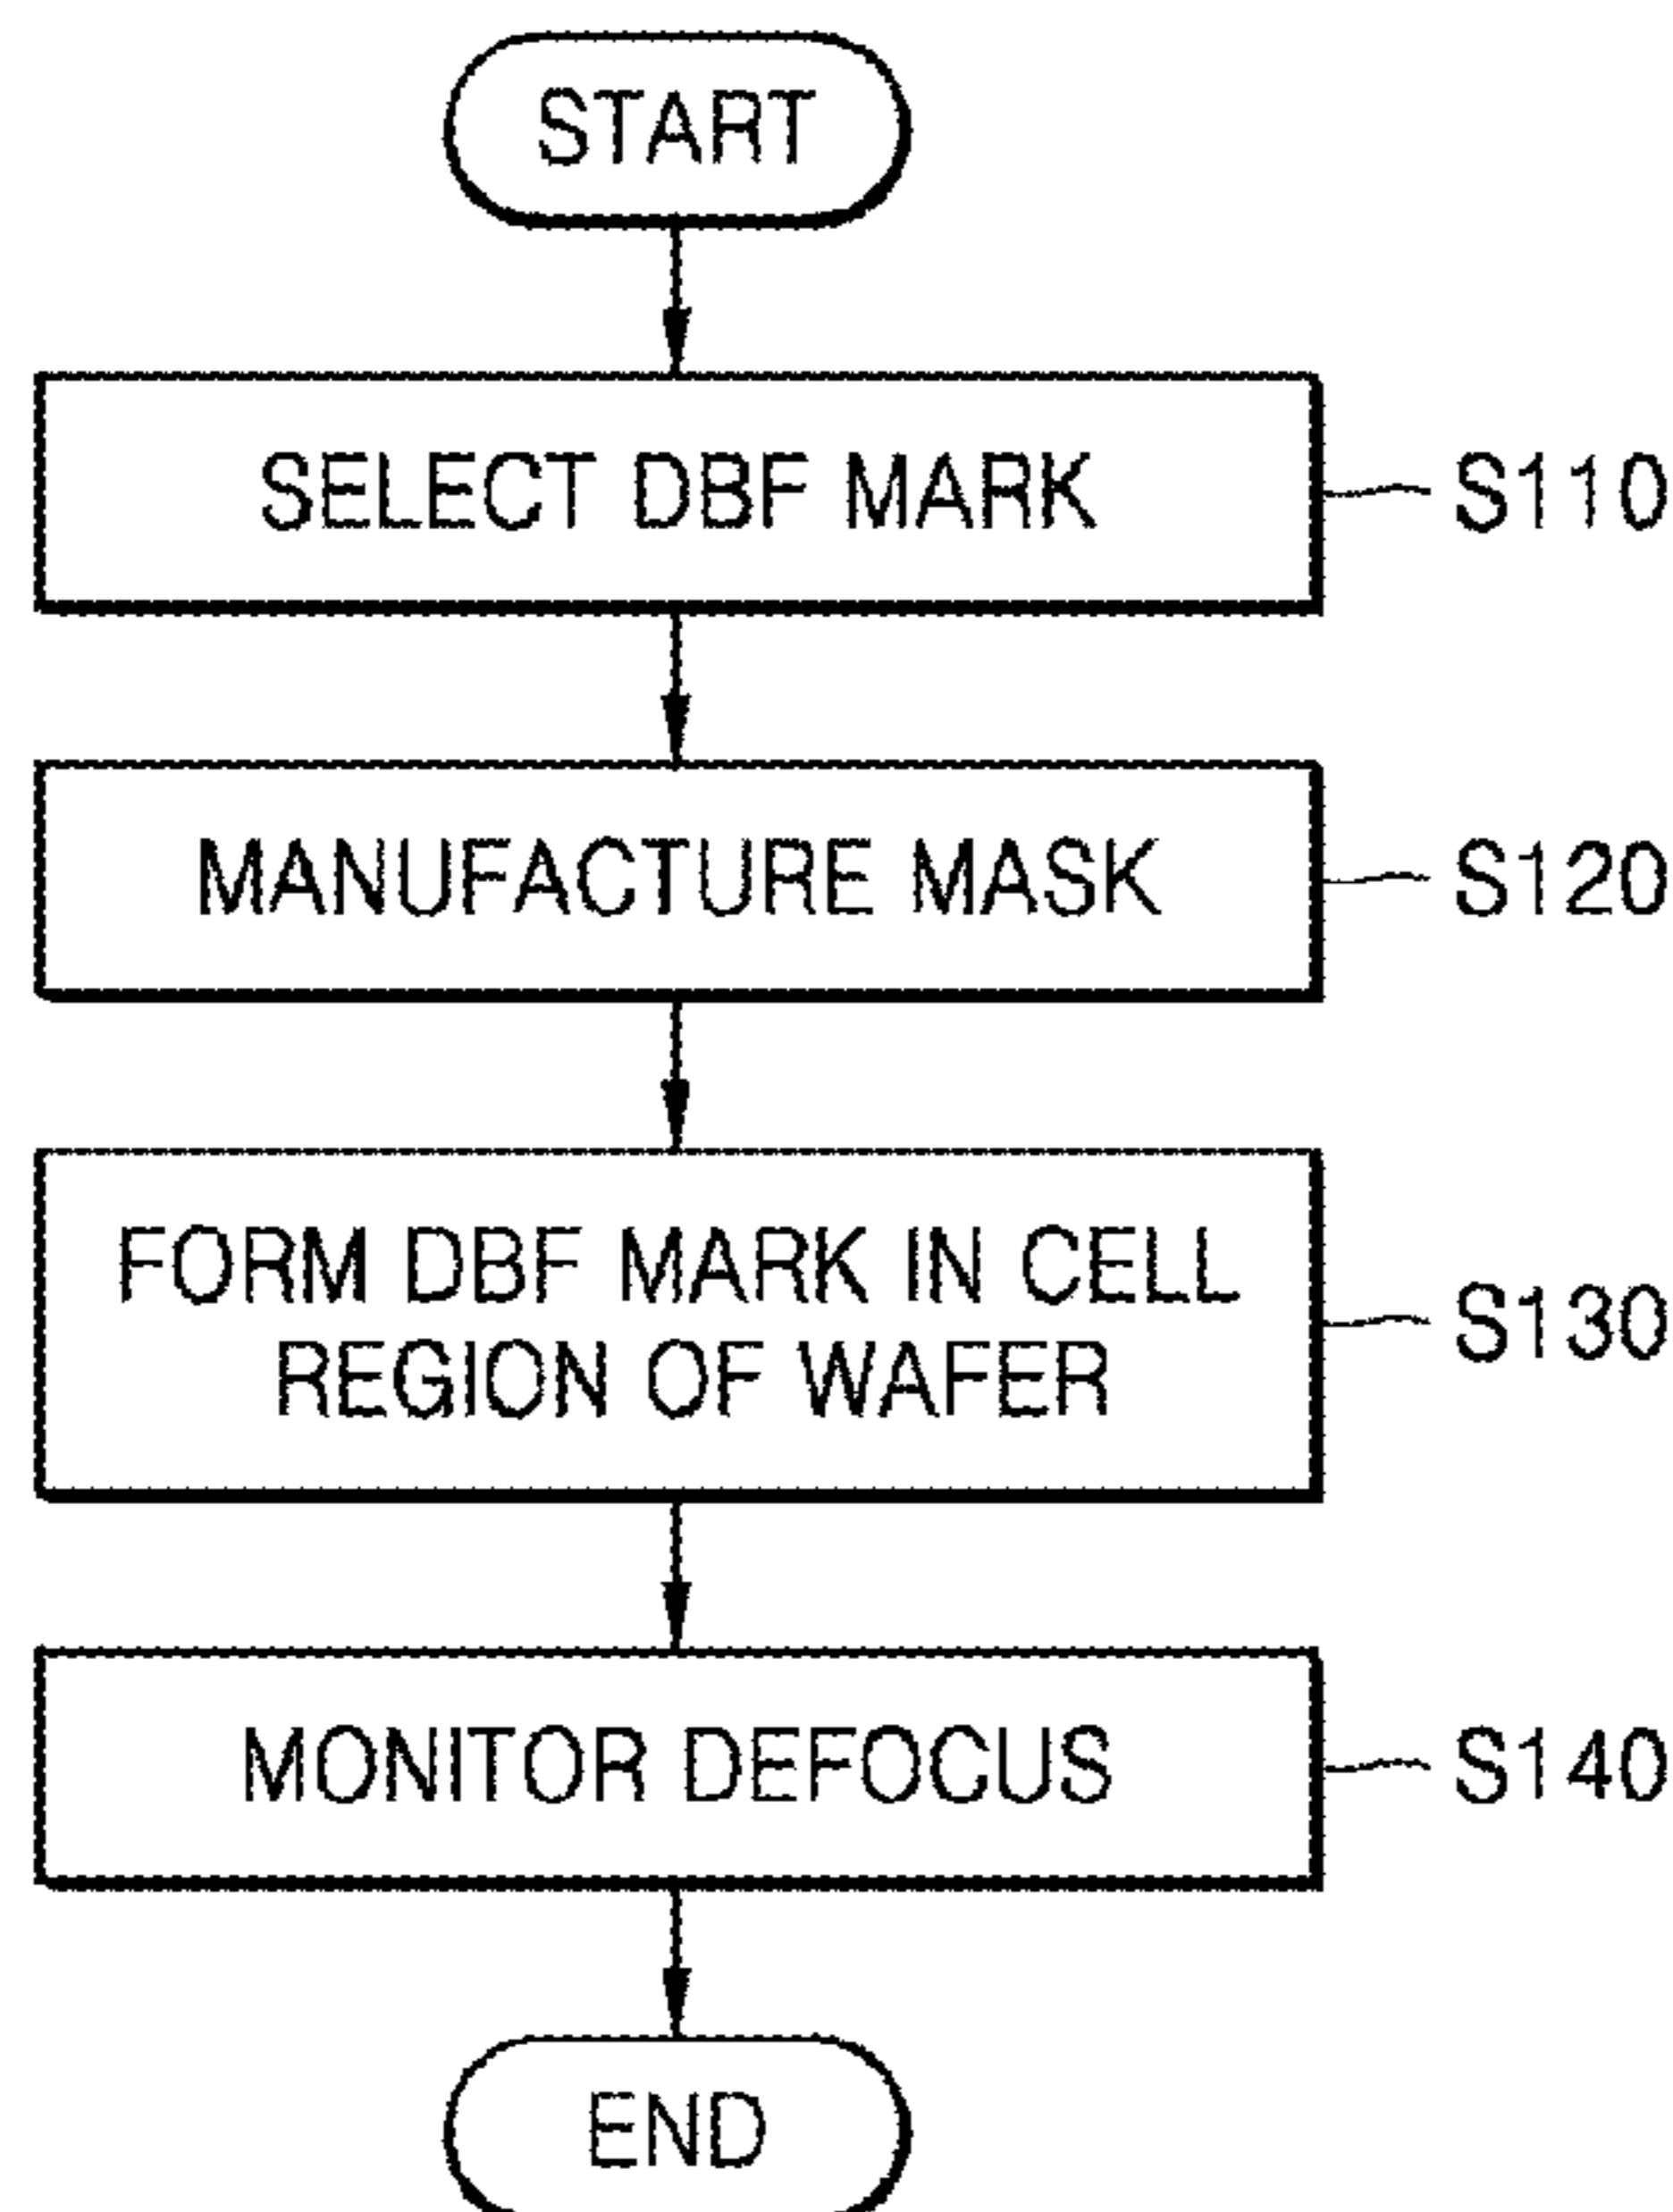 START
SELECT DBF MARK
S110
MANUFACTURE MASK
S120
FORM DBF MARK IN CELL
REGION OF WAFER
S130
MONITOR DEFOCUS
S140
END